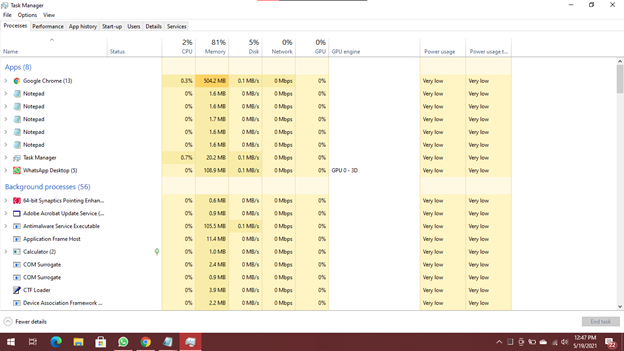 Task Manager
File Options View
Processes Performance App history Start-up Users Details Services
2% 81% 5% 0% 0%
Name Status CPU Memory Disk Network GPU GPU engine Power usage Power usage t...
Apps (8)
Google Chrome (13) 0.3% 504.2 MB 0.1 MB/s 0 Mbps 0% Very low Very low
Notepad 0% 1.6 MB 0 MB/s 0 Mbps 0% Very low Very low
Notepad 0% 1.6 MB 0 MB/s 0 Mbps 0% Very low Very low
Notepad 0% 1.7 MB 0 MB/s 0 Mbps 0% Very low Very low
Notepad 0% 1.6 MB 0 MB/s 0 Mbps 0% Very low Very low
Notepad 0% 1.6 MB 0 MB/s 0 Mbps 0% Very low Very low
Task Manager 0.7% 20.2 MB 0.1 MB/s 0 Mbps 0% Very low Very low
WhatsApp Desktop (5) 0% 108.9 MB 0.1 MB/s 0 Mbps 0% GPU 0 - 3D Very low Very low
Background processes (56)
64-bit Synaptics Pointing Enhan... 0% 0.6 MB 0 MB/s 0 Mbps 0% Very low Very low
Adobe Acrobat Update Service (... 0% 0.9 MB 0 MB/s 0 Mbps 0% Very low Very low
Antimalware Service Executable 0% 105.5 MB 0.1 MB/s 0 Mbps 0% Very low Very low
Application Frame Host 0% 11.4 MB 0 MB/s 0 Mbps 0% Very low Very low
Calculator (2) 0% 1.0 MB 0 MB/s 0 Mbps 0% Very low Very low
COM Surrogate 0% 2.4 MB 0 MB/s 0 Mbps 0% Very low Very low
COM Surrogate 0% 0.9 MB 0 MB/s 0 Mbps 0% Very low Very low
CTF Loader 0% 3.9 MB 0 MB/s 0 Mbps 0% Very low Very low
Device Association Framework ... 0% 2.2 MB 0 MB/s 0 Mbps 0% Very low Very low
Fewer details End task
12:47 PM
5/19/2021
22